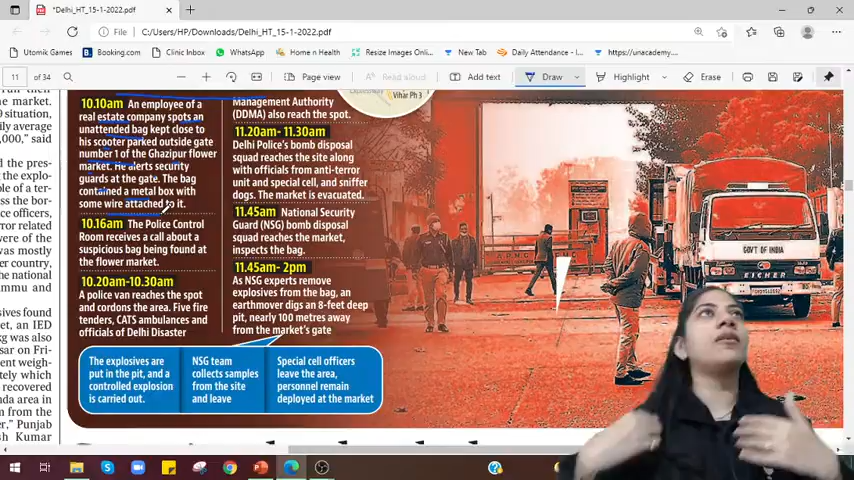 *Delhi_HT_15-1-2022.pdf
File
C:/Users/HP/Downloads/Delhi_HT_15-1-2022.pdf
Utomik Games
Booking.com
Clinic Inbox
WhatsApp
Home n Health
Resize Images Onli...
New Tab
Daily Attendance - I...
https://unacademy...
11
of 34
Page view
Read aloud
Add text
Draw
Highlight
Erase
he market.
9 situation,
ily average
,000," said
d the pres-
g the explo-
ole of a ter-
ss the bor-
ce officers,
rror related
were of the
was mostly
er country,
the national
mmu and
sives found
et, an IED
kg was also
sar on Fri-
ent weigh-
tely which
recovered
nda area in
m from the
er," Punjab
sh Kumar
10.10am An employee of a
real estate company spots an
unattended bag kept close to
his scooter parked outside gate
number 1 of the Ghazipur flower
market. He alerts security
guards at the gate. The bag
contained a metal box with
some wire attached to it.
10.16am The Police Control
Room receives a call about a
suspicious bag being found at
the flower market.
10.20am-10.30am
A police van reaches the spot
and cordons the area. Five fire
tenders, CATS ambulances and
officials of Delhi Disaster
Management Authority
(DDMA) also reach the spot.
11.20am- 11.30am
Delhi Police's bomb disposal
squad reaches the site along
with officials from anti-terror
unit and special cell, and sniffer
dogs. The market is evacuated.
11.45am National Security
Guard (NSG) bomb disposal
squad reaches the market,
inspects the bag.
11.45am- 2pm
As NSG experts remove
explosives from the bag, an
earthmover digs an 8-feet deep
pit, nearly 100 metres away
from the market's gate
Vihar Ph 3
GOVT OF INDIA
EICHER
The explosives are
put in the pit, and a
controlled explosion
is carried out.
NSG team
collects samples
from the site
and leave
Special cell officers
leave the area,
personnel remain
deployed at the market